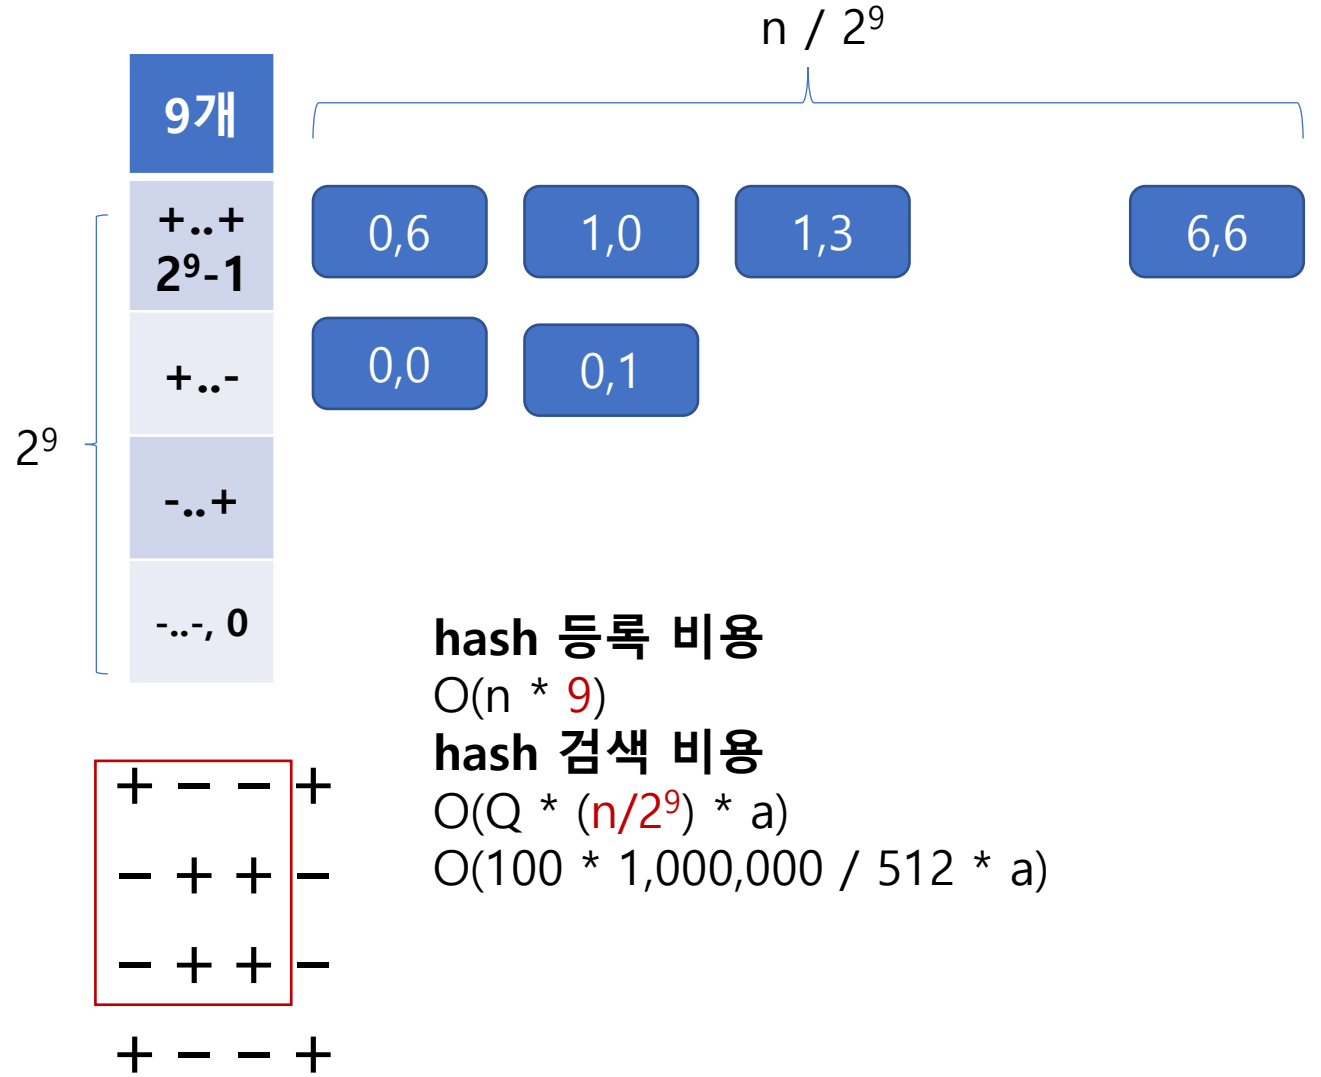 n / 2⁹
9개
+..+
2⁹-1
0,6
1,0
1,3
6,6
+..-
0,0
0,1
2⁹
-..+
-..-, 0
hash 등록 비용
O(n * 9)
hash 검색 비용
O(Q * (n/2⁹) * a)
O(100 * 1,000,000 / 512 * a)
+ − − +
− + + −
− + + −
+ − − +